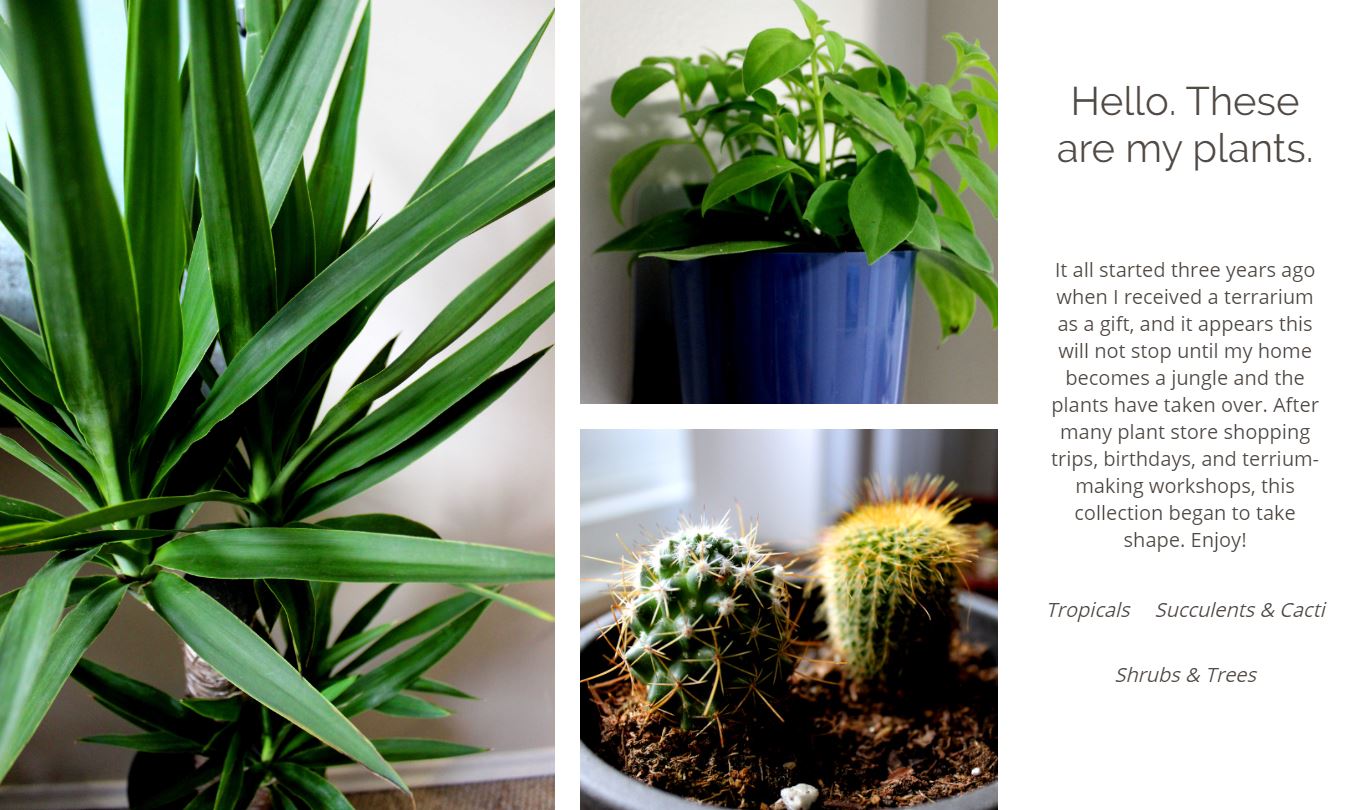 Hello. These
are my plants.
It all started three years ago
when I received a terrarium
as a gift, and it appears this
will not stop until my home
becomes a jungle and the
plants have taken over. After
many plant store shopping
trips, birthdays, and terrium-
making workshops, this
collection began to take
shape. Enjoy!
Tropicals Succulents & Cacti
Shrubs & Trees